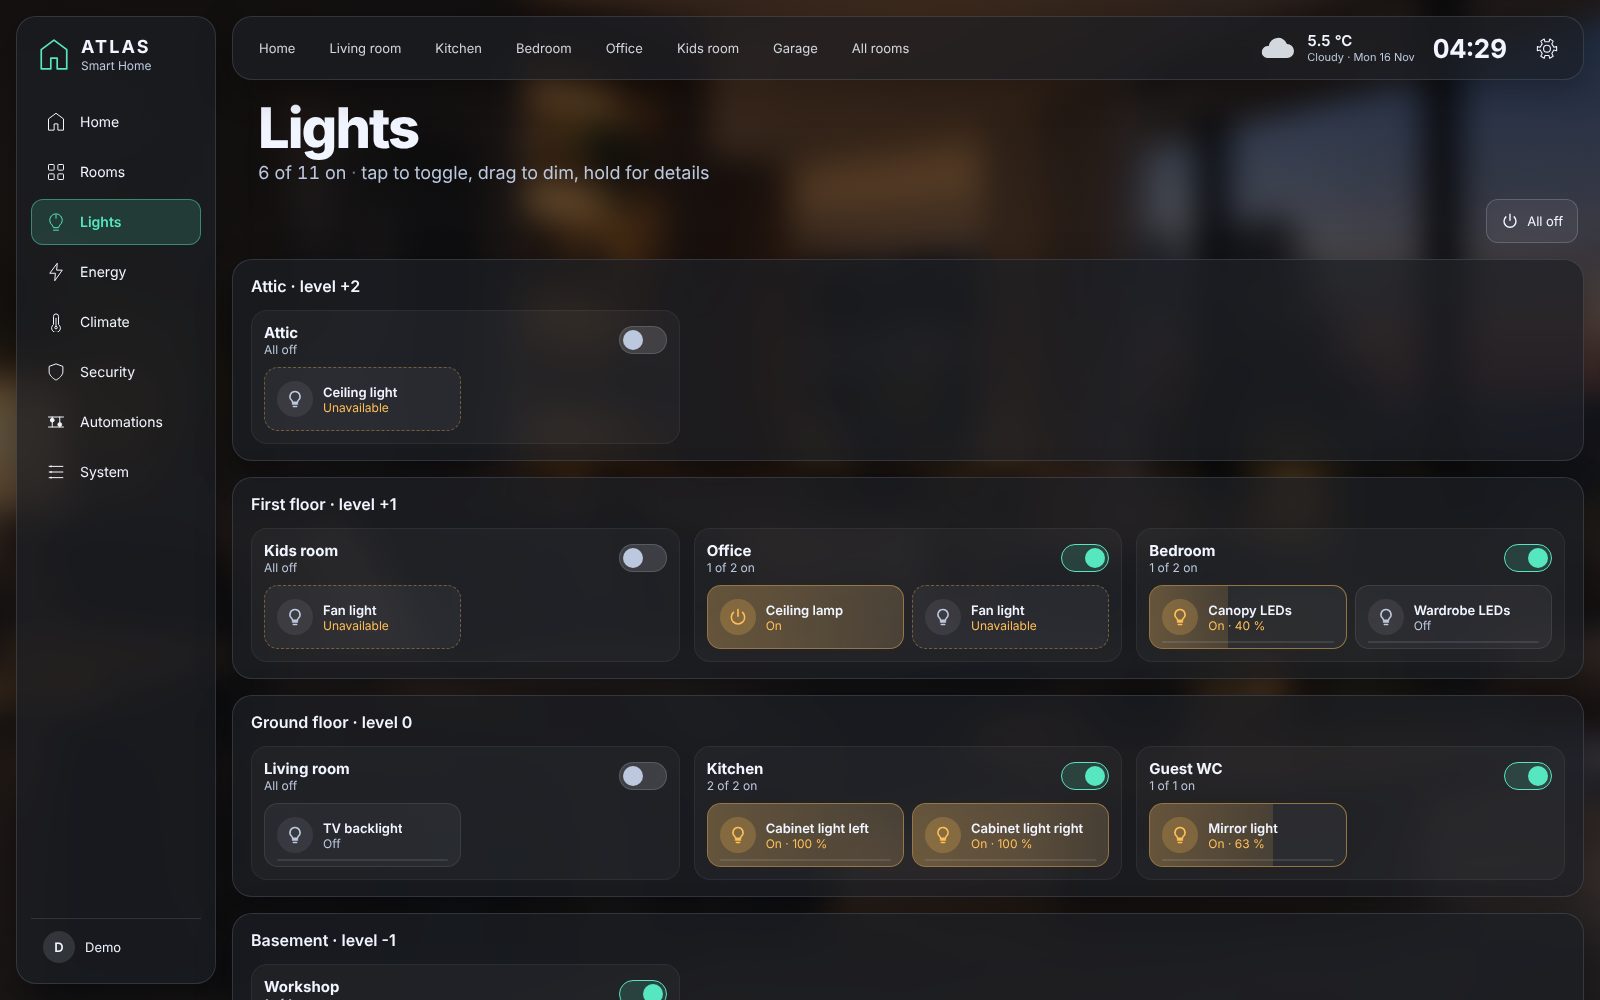 ATLAS
Smart Home
Home
Rooms
Lights
Energy
Climate
Security
Automations
System
D
Demo
Home
Living room
Kitchen
Bedroom
Office
Kids room
Garage
All rooms
5.5 °C
Cloudy · Mon 16 Nov
04:29
Lights
6 of 11 on · tap to toggle, drag to dim, hold for details
All off
Attic · level +2
Attic
All off
Ceiling light
Unavailable
First floor · level +1
Kids room
All off
Fan light
Unavailable
Office
1 of 2 on
Ceiling lamp
On
Fan light
Unavailable
Bedroom
1 of 2 on
Canopy LEDs
On · 40 %
Wardrobe LEDs
Off
Ground floor · level 0
Living room
All off
TV backlight
Off
Kitchen
2 of 2 on
Cabinet light left
On · 100 %
Cabinet light right
On · 100 %
Guest WC
1 of 1 on
Mirror light
On · 63 %
Basement · level -1
Workshop